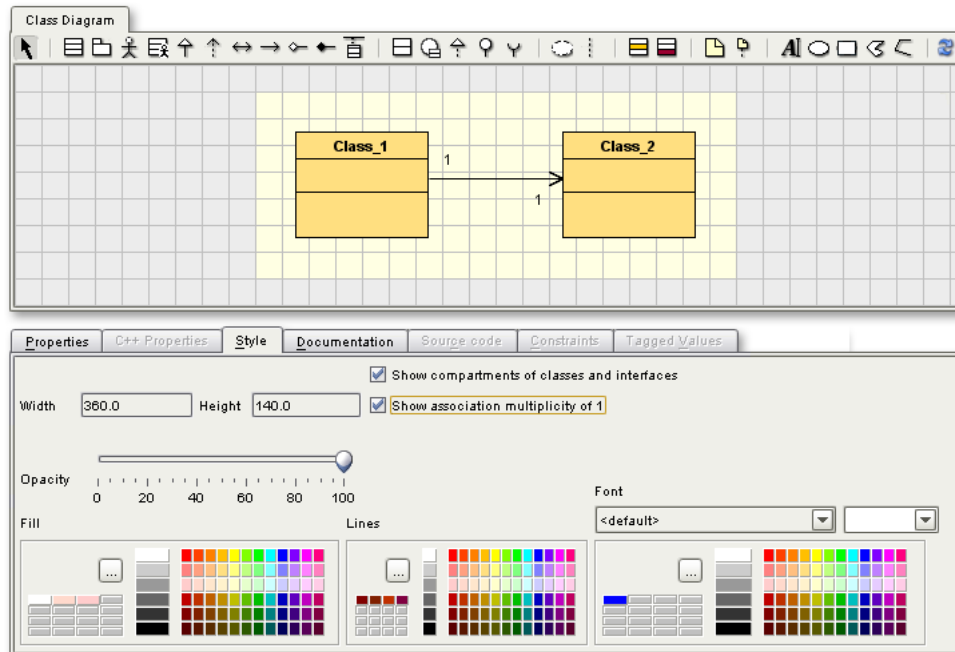 Class Diagram
A
Class_1
Class_2
1
1
Properties
C++ Properties
Style
Documentation
Source code
Constraints
Tagged Values
Show compartments of classes and interfaces
Width 360.0 Height 140.0 Show association multiplicity of 1
Opacity
0 20 40 60 80 100
Font
Fill Lines <default>
... ... ...